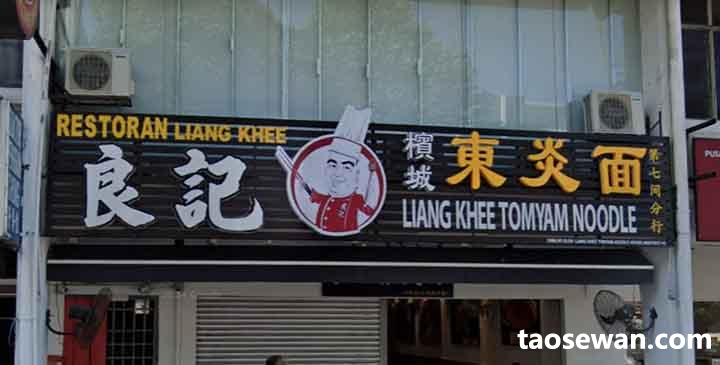 RESTORAN LIANG KHEE
良記
檳城
東炎面
第七間分行
LIANG KHEE TOMYAM NOODLE
taosewan.com